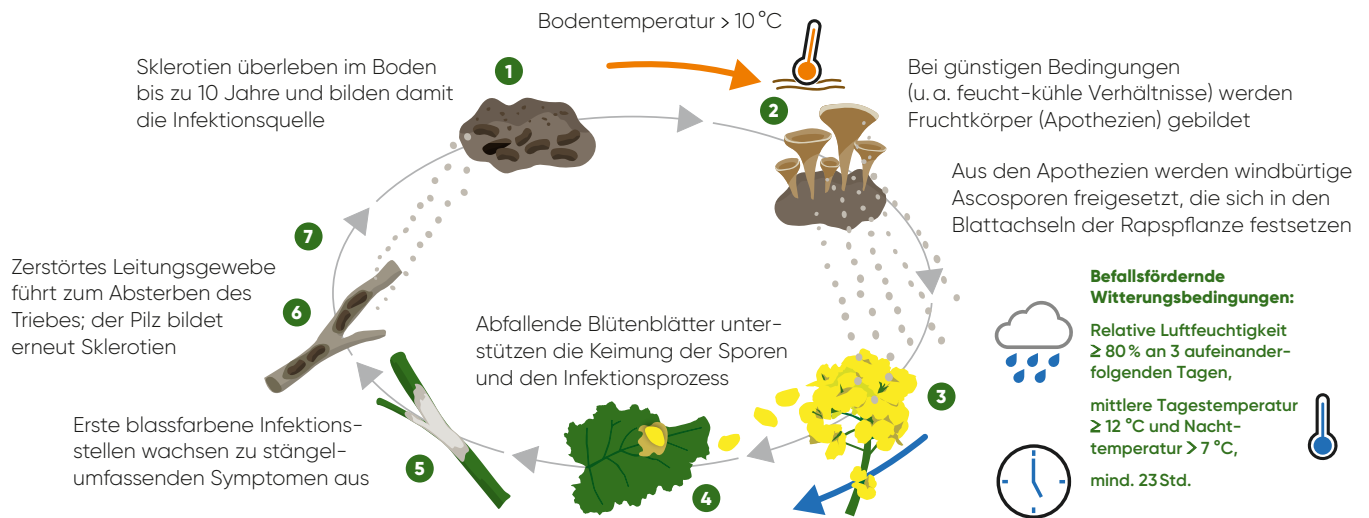 Bodentemperatur > 10 °C
1
Sklerotien überleben im Boden
bis zu 10 Jahre und bilden damit
die Infektionsquelle
2
Bei günstigen Bedingungen
(u. a. feucht-kühle Verhältnisse) werden
Fruchtkörper (Apothezien) gebildet
Aus den Apothezien werden windbürtige
Ascosporen freigesetzt, die sich in den
Blattachseln der Rapspflanze festsetzen
Befallsfördernde
Witterungsbedingungen:
Relative Luftfeuchtigkeit
≥ 80 % an 3 aufeinander-
folgenden Tagen,
mittlere Tagestemperatur
≥ 12 °C und Nacht-
temperatur > 7 °C,
mind. 23 Std.
3
Abfallende Blütenblätter unter-
stützen die Keimung der Sporen
und den Infektionsprozess
4
5
Erste blassfarbene Infektions-
stellen wachsen zu stängel-
umfassenden Symptomen aus
6
Zerstörtes Leitungsgewebe
führt zum Absterben des
Triebes; der Pilz bildet
erneut Sklerotien
7